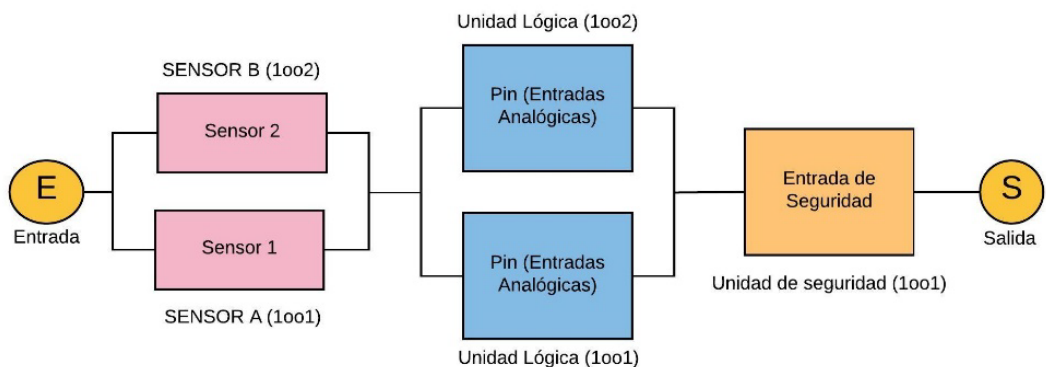 Unidad Lógica (1oo2)
SENSOR B (1oo2)
Sensor 2
Pin (Entradas
Analógicas)
E
Entrada
Entrada de
Seguridad
S
Salida
Sensor 1
Pin (Entradas
Analógicas)
SENSOR A (1oo1)
Unidad de seguridad (1oo1)
Unidad Lógica (1oo1)